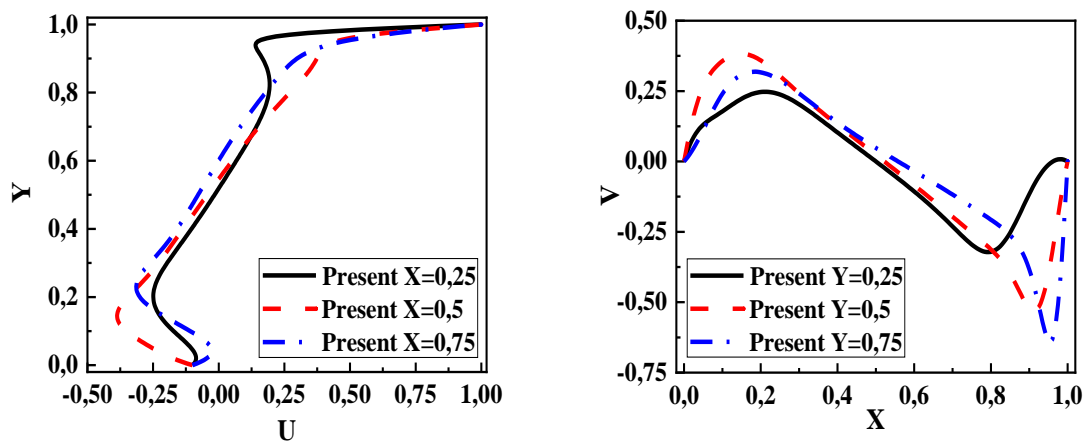 1,0
0,8
0,6
0,4
0,2
0,0
Y
-0,50
-0,25
0,00
0,25
0,50
0,75
1,00
U
Present X=0,25
Present X=0,5
Present X=0,75
0,50
0,25
0,00
-0,25
-0,50
-0,75
V
0,0
0,2
0,4
0,6
0,8
1,0
X
Present Y=0,25
Present Y=0,5
Present Y=0,75